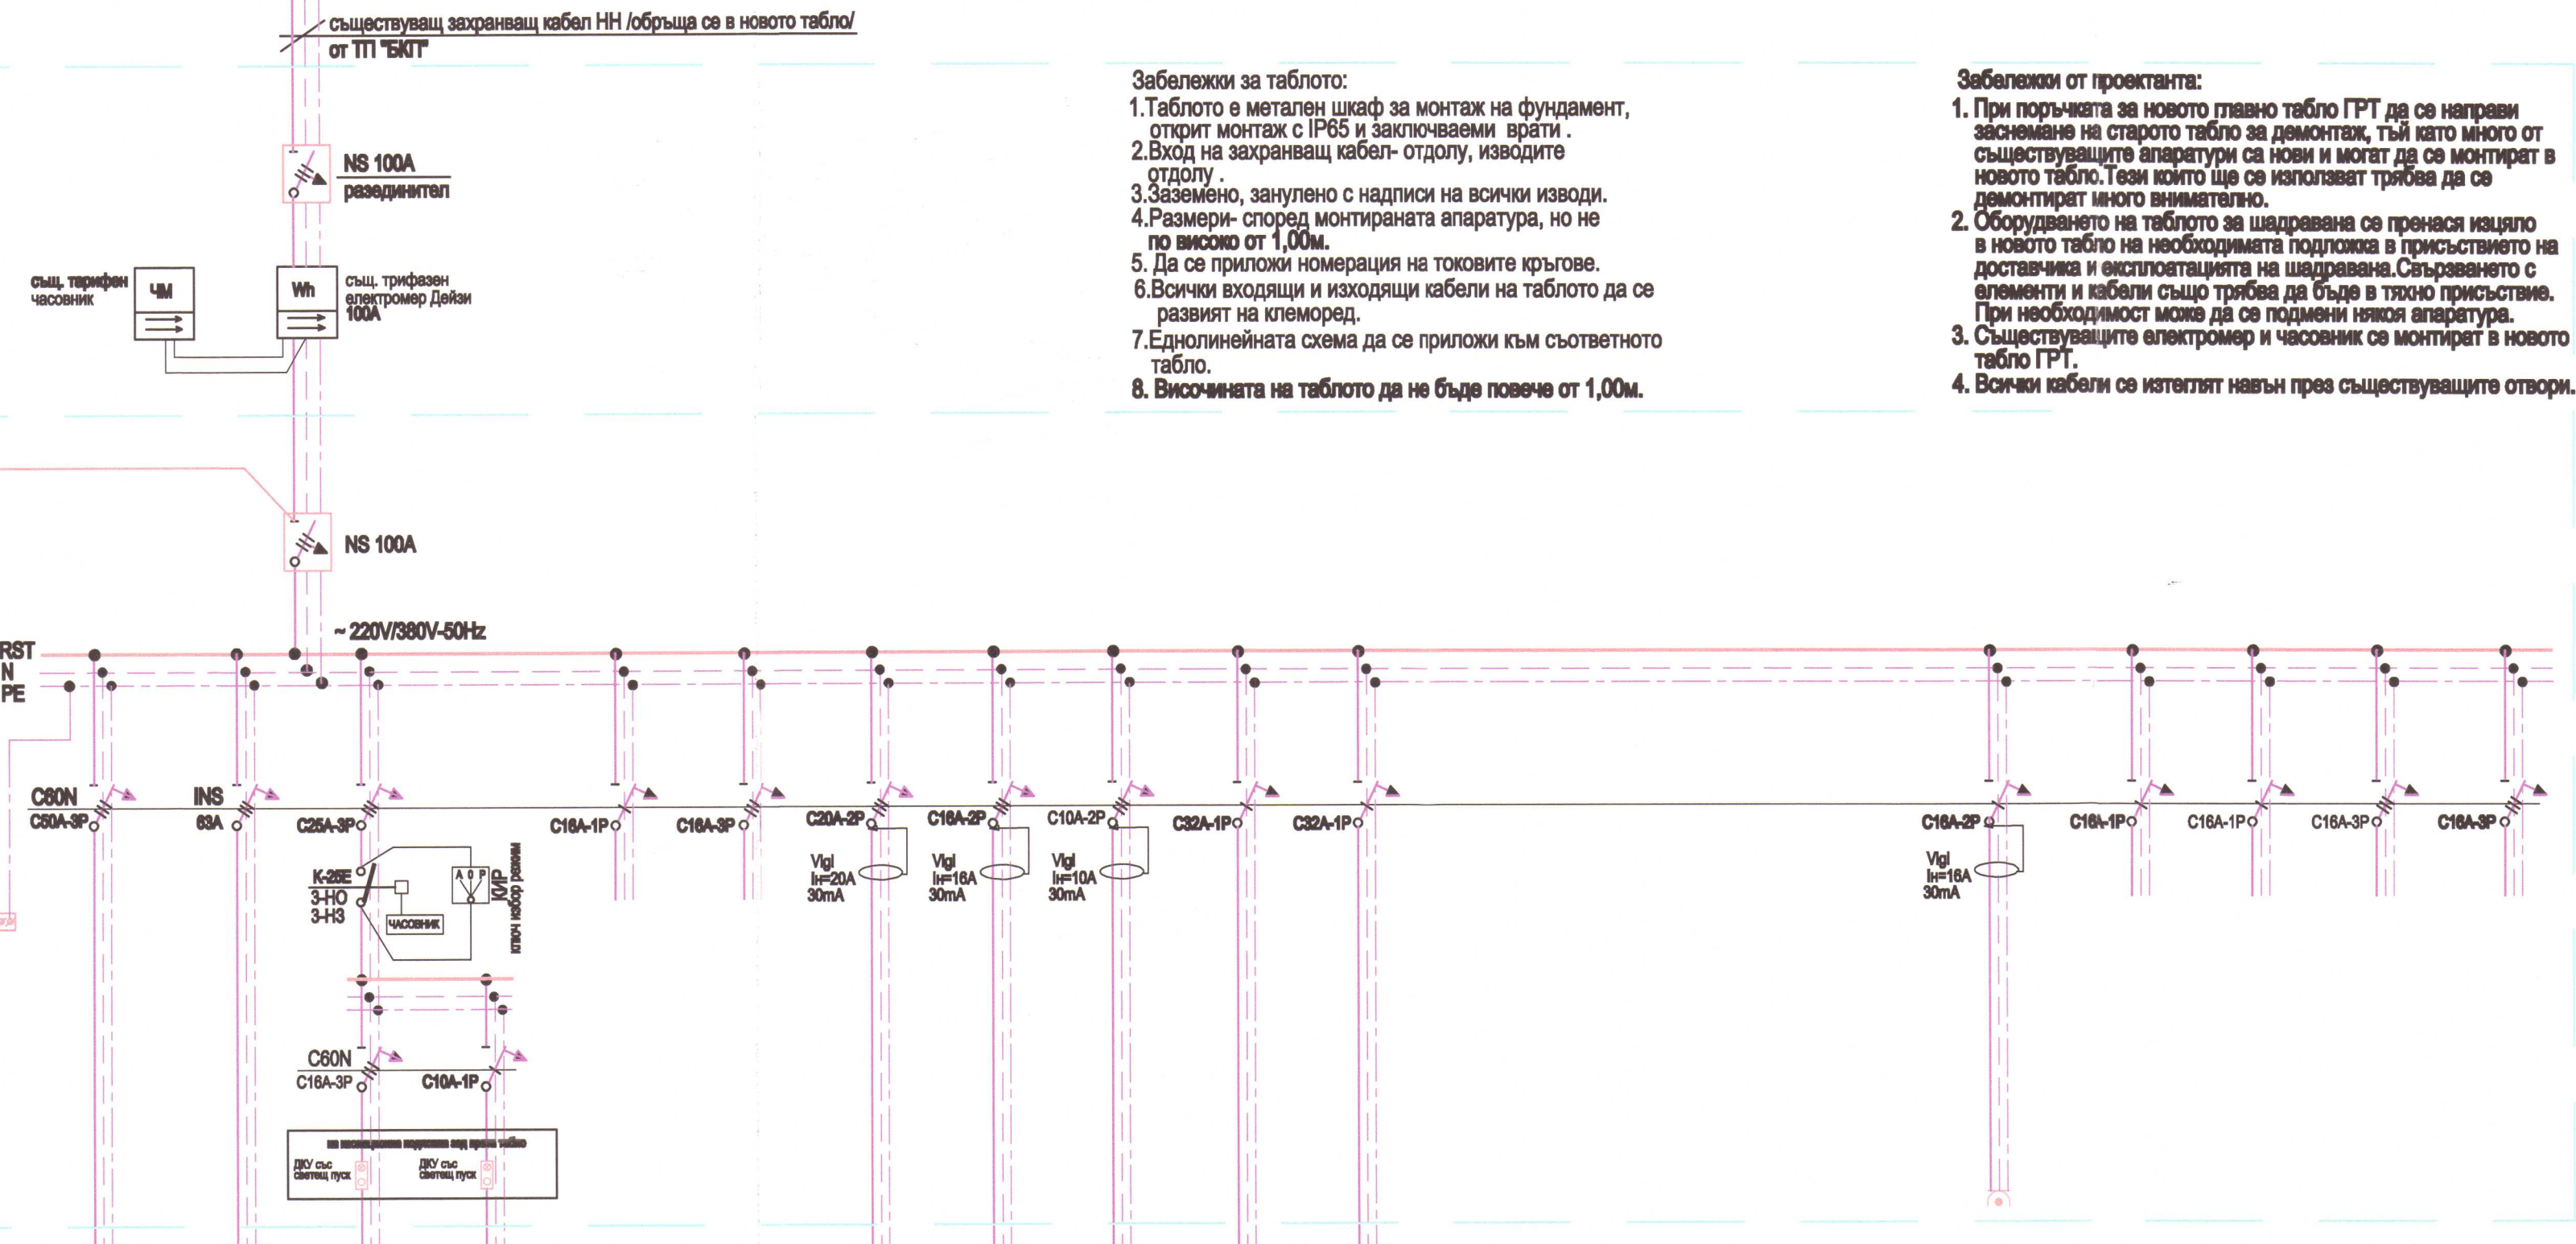 съществуващ захранващ кабел НН /обръща се в новото табло/
от ТП "БКП"
NS 100A
разединител
същ. тарифен
часовник
ЧМ
Wh
същ. трифазен
електромер Дейзи
100A
Забележки за таблото:
1.Таблото е метален шкаф за монтаж на фундамент,
открит монтаж с IP65 и заключваеми врати .
2.Вход на захранващ кабел- отдолу, изводите
отдолу .
3.Заземено, занулено с надписи на всички изводи.
4.Размери- според монтираната апаратура, но не
по високо от 1,00м.
5. Да се приложи номерация на токовите кръгове.
6.Всички входящи и изходящи кабели на таблото да се
развият на клеморед.
7.Еднолинейната схема да се приложи към съответното
табло.
8. Височината на таблото да не бъде повече от 1,00м.
Забележки от проектанта:
1. При поръчката за новото главно табло ГРТ да се направи
заснемане на старото табло за демонтаж, тъй като много от
съществуващите апаратури са нови и могат да се монтират в
новото табло.Тези които ще се използват трябва да се
демонтират много внимателно.
2. Оборудването на таблото за шадравана се пренася изцяло
в новото табло на необходимата подложка в присъствието на
доставчика и експлоатацията на шадравана.Свързването с
елементи и кабели също трябва да бъде в тяхно присъствие.
При необходимост може да се подмени някоя апаратура.
3. Съществуващите електромер и часовник се монтират в новото
табло ГРТ.
4. Всички кабели се изтеглят навън през съществуващите отвори.
NS 100A
~ 220V/380V-50Hz
RST
N
PE
C60N
C50A-3P
INS
63A
C25A-3P
C16A-1P
C16A-3P
C20A-2P
C16A-2P
C10A-2P
C32A-1P
C32A-1P
C16A-2P
C16A-1P
C16A-1P
C16A-3P
C16A-3P
Vigi
Iн=20A
30mA
Vigi
Iн=16A
30mA
Vigi
Iн=10A
30mA
Vigi
Iн=16A
30mA
K-25E
3-НО
3-НЗ
ЧАСОВНИК
А О Р
КИР
ключ избор режим
C60N
C16A-3P
C10A-1P
табло
ДКУ със
светещ пуск
ДКУ със
светещ пуск